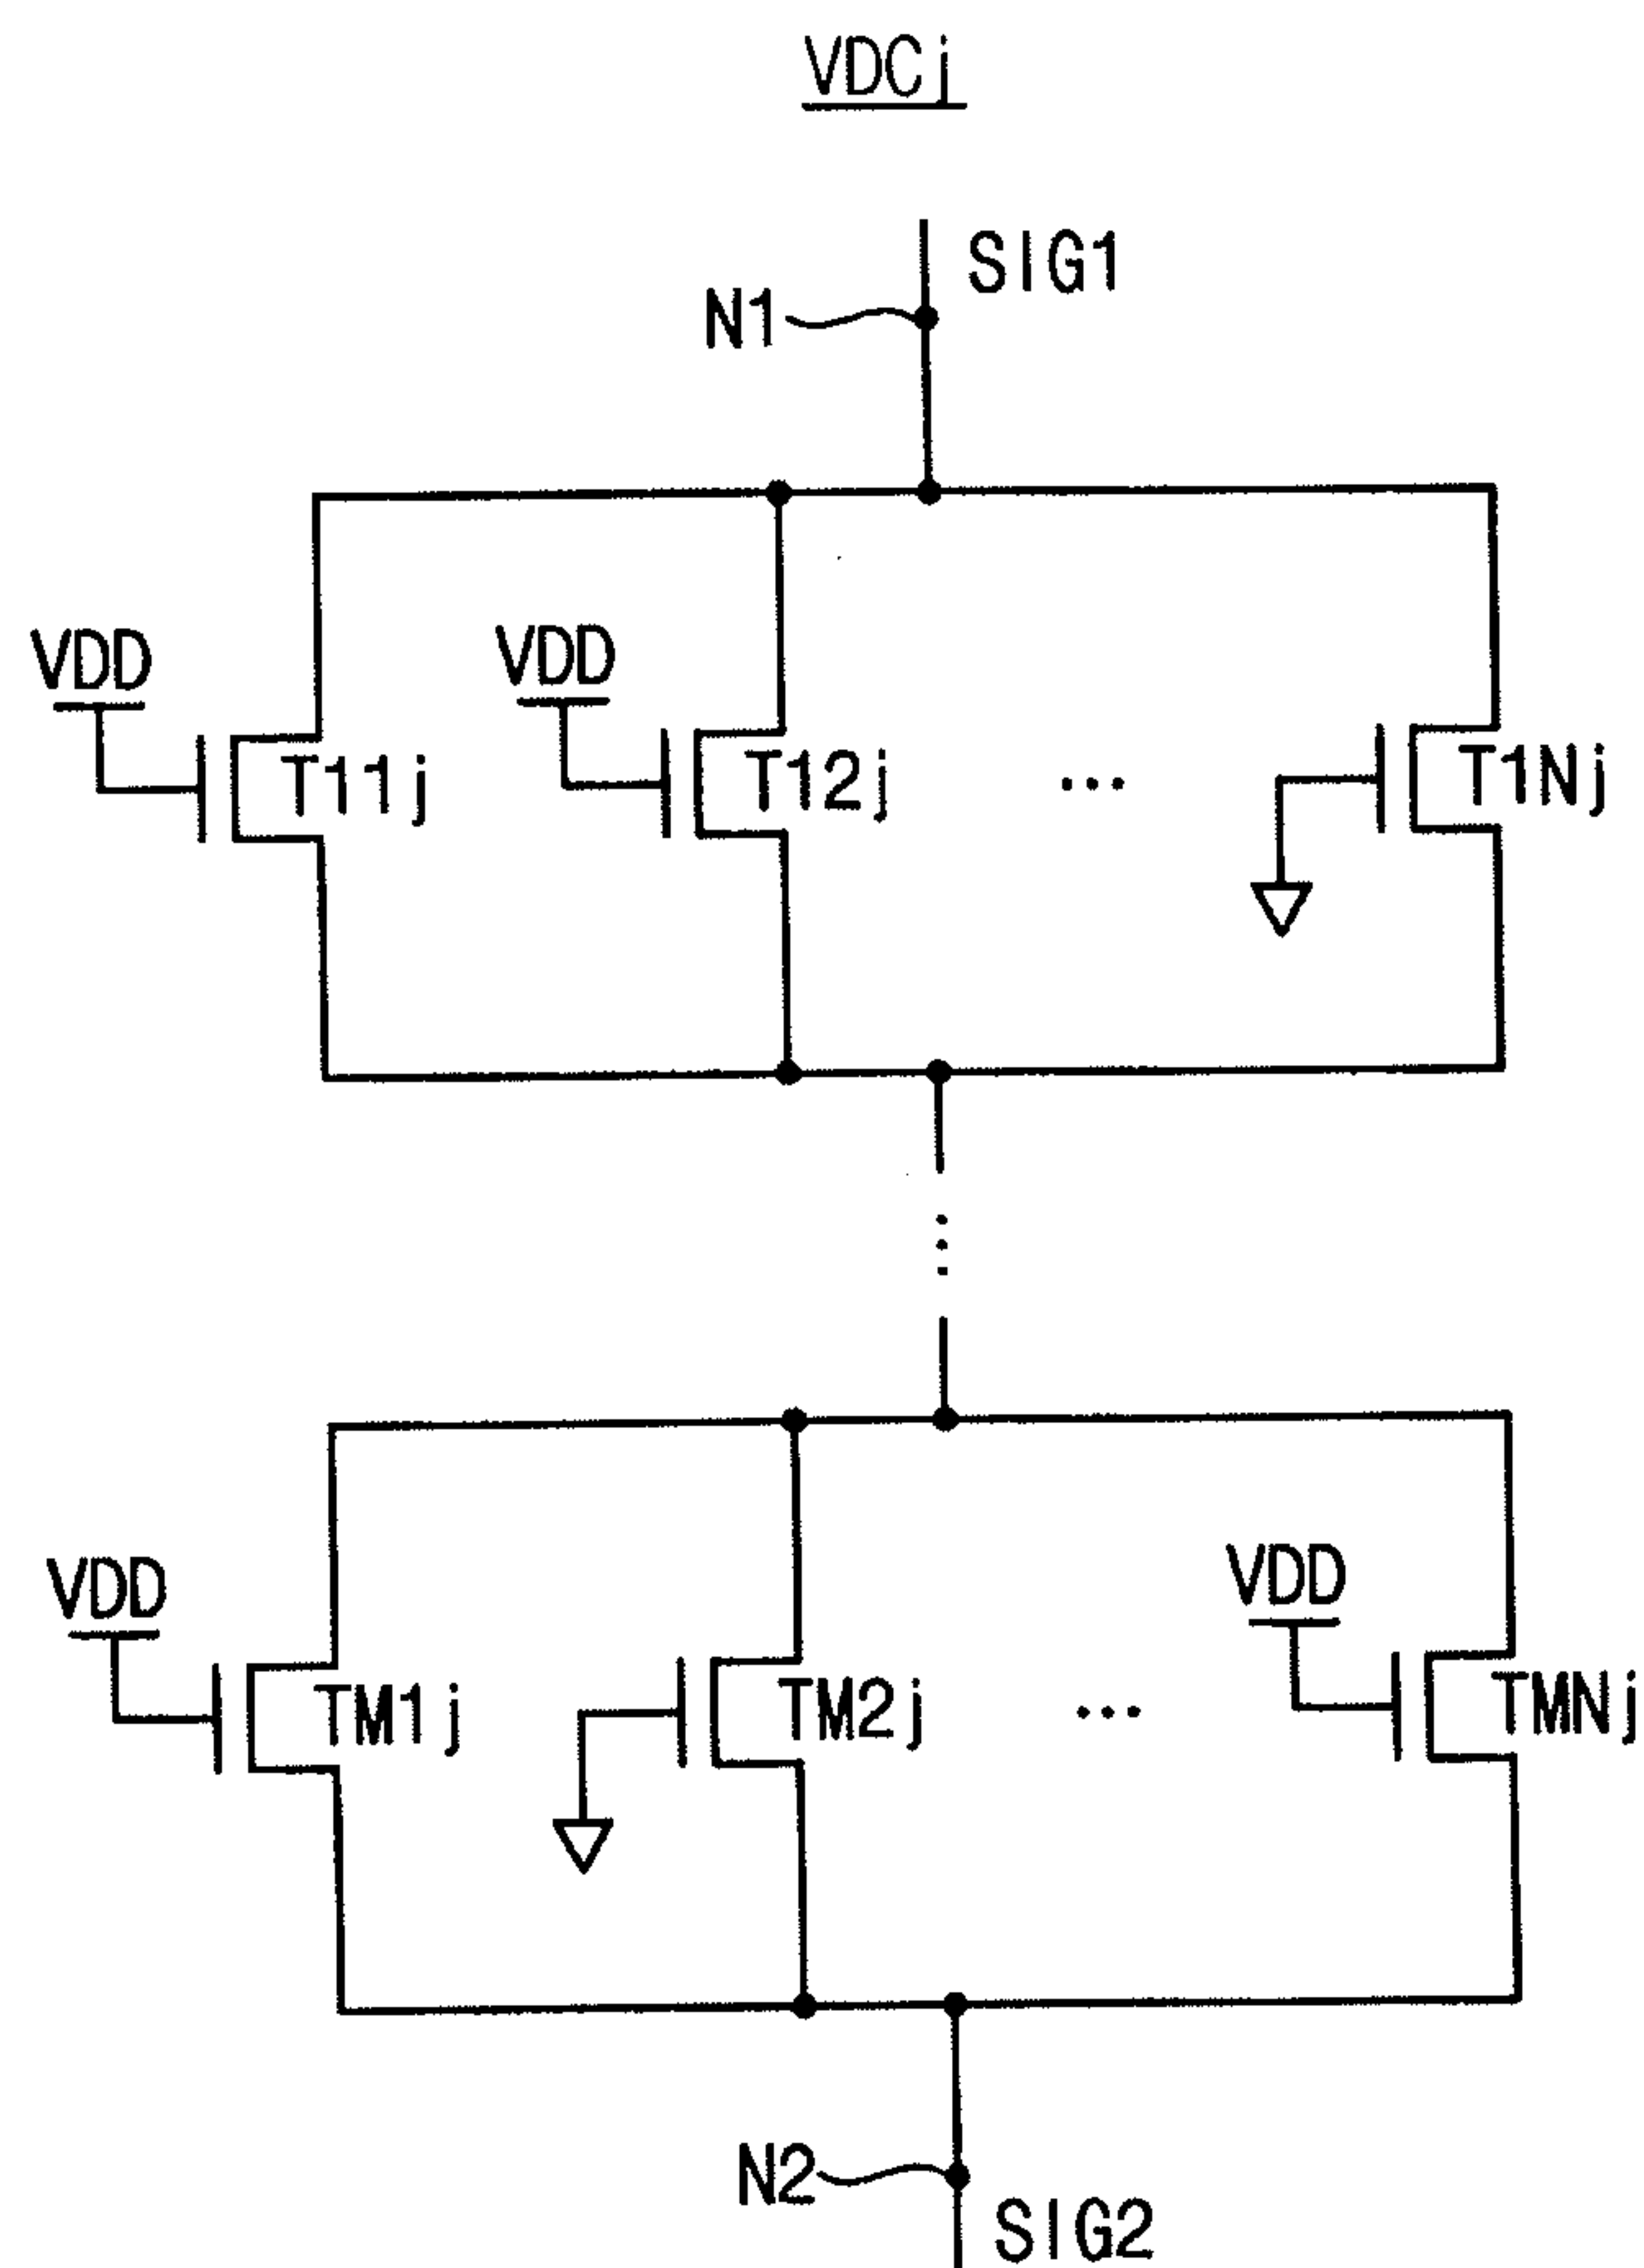 VDCj
SIG1
N1
VDD
VDD
T11j
T12j
...
T1Nj
...
VDD
VDD
TM1j
TM2j
...
TMNj
N2
SIG2